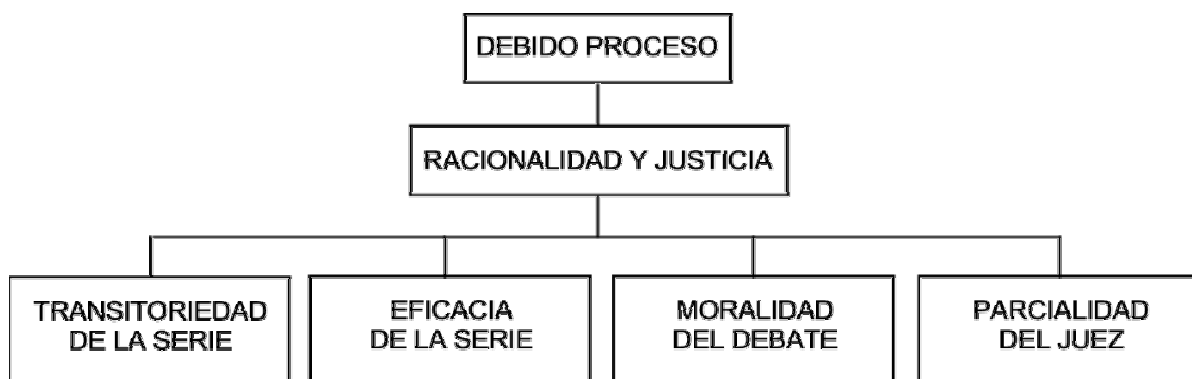 DEBIDO PROCESO
RACIONALIDAD Y JUSTICIA
TRANSITORIEDAD
DE LA SERIE
EFICACIA
DE LA SERIE
MORALIDAD
DEL DEBATE
PARCIALIDAD
DEL JUEZ